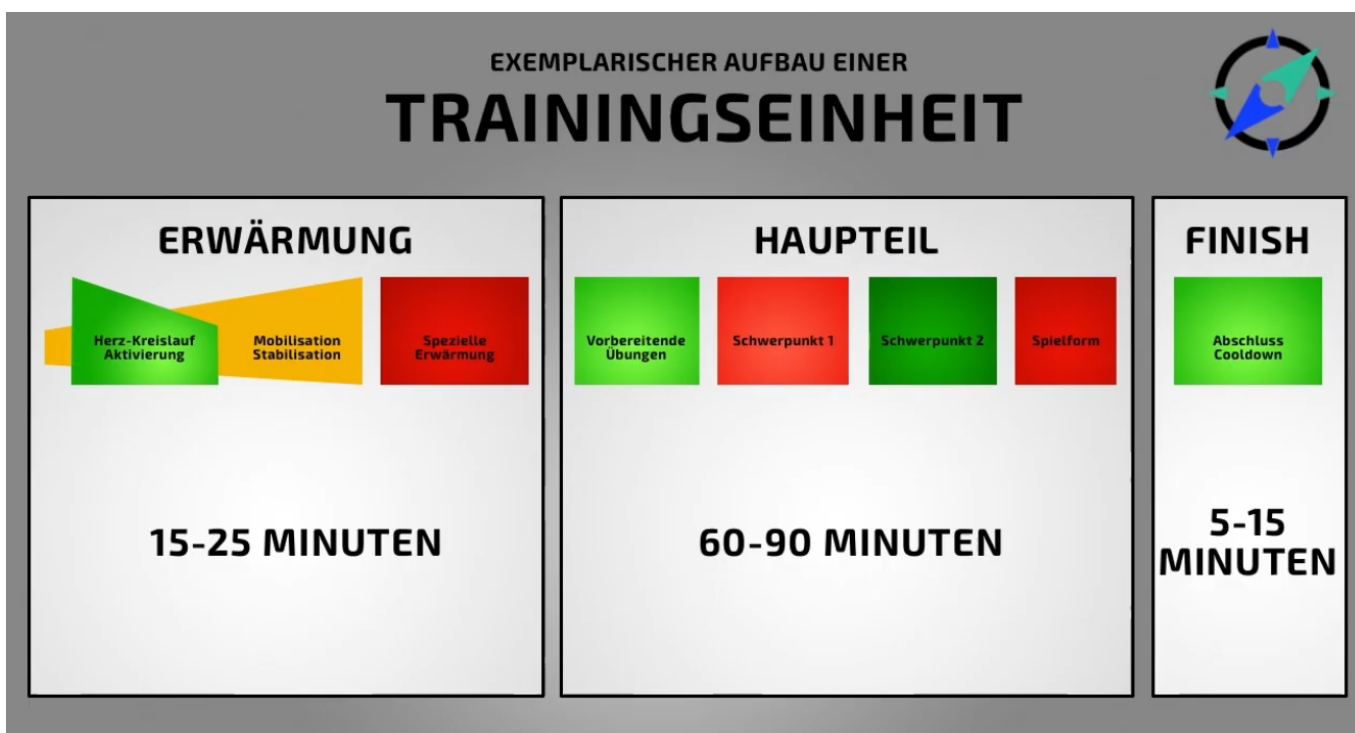 EXEMPLARISCHER AUFBAU EINER
TRAININGSEINHEIT
ERWÄRMUNG
Herz-Kreislauf
Aktivierung
Mobilisation
Stabilisation
Spezielle
Erwärmung
15-25 MINUTEN
HAUPTEIL
Vorbereitende
Übungen
Schwerpunkt 1
Schwerpunkt 2
Spielform
60-90 MINUTEN
FINISH
Abschluss
Cooldown
5-15
MINUTEN